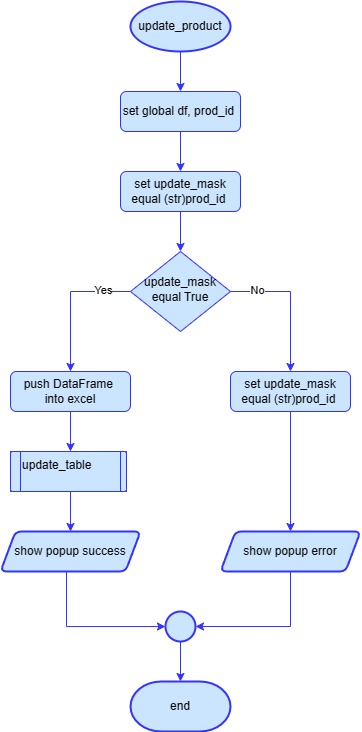 update_product
set global df, prod_id
set update_mask
equal (str)prod_id
update_mask
equal True
Yes
No
push DataFrame
into excel
set update_mask
equal (str)prod_id
update_table
show popup success
show popup error
end